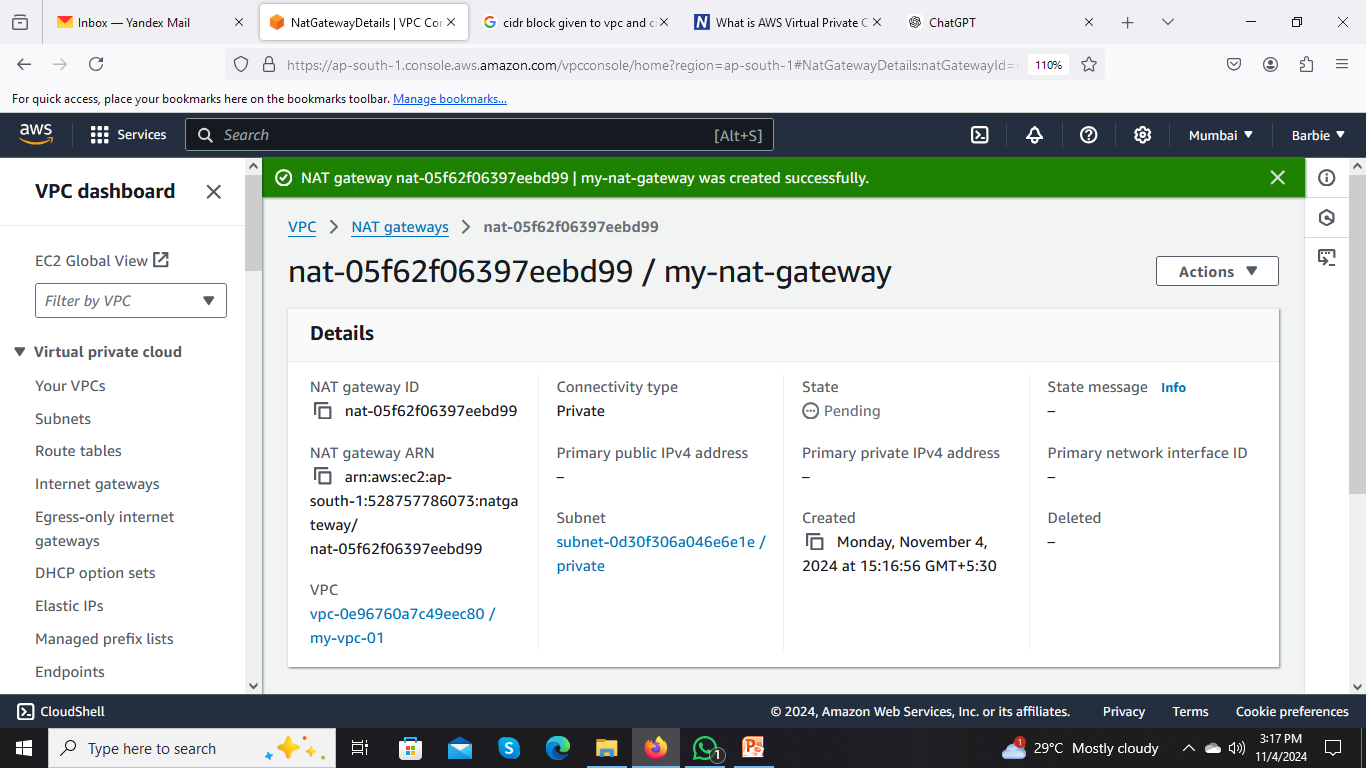 Inbox — Yandex Mail
NatGatewayDetails | VPC Cor
cidr block given to vpc and c
What is AWS Virtual Private C
ChatGPT
https://ap-south-1.console.aws.amazon.com/vpcconsole/home?region=ap-south-1#NatGatewayDetails:natGatewayId=
110%
For quick access, place your bookmarks here on the bookmarks toolbar. Manage bookmarks...
aws
Services
Search
[Alt+S]
Mumbai
Barbie
VPC dashboard
EC2 Global View
Filter by VPC
Virtual private cloud
Your VPCs
Subnets
Route tables
Internet gateways
Egress-only internet
gateways
DHCP option sets
Elastic IPs
Managed prefix lists
Endpoints
NAT gateway nat-05f62f06397eebd99 | my-nat-gateway was created successfully.
VPC
NAT gateways
nat-05f62f06397eebd99
nat-05f62f06397eebd99 / my-nat-gateway
Actions
Details
NAT gateway ID
nat-05f62f06397eebd99
NAT gateway ARN
arn:aws:ec2:ap-
south-1:528757786073:natga
teway/
nat-05f62f06397eebd99
VPC
vpc-0e96760a7c49eec80 /
my-vpc-01
Connectivity type
Private
Primary public IPv4 address
–
Subnet
subnet-0d30f306a046e6e1e /
private
State
Pending
Primary private IPv4 address
–
Created
Monday, November 4,
2024 at 15:16:56 GMT+5:30
State message Info
–
Primary network interface ID
–
Deleted
–
CloudShell
© 2024, Amazon Web Services, Inc. or its affiliates.
Privacy
Terms
Cookie preferences
Type here to search
1
1
29°C Mostly cloudy
3:17 PM
11/4/2024